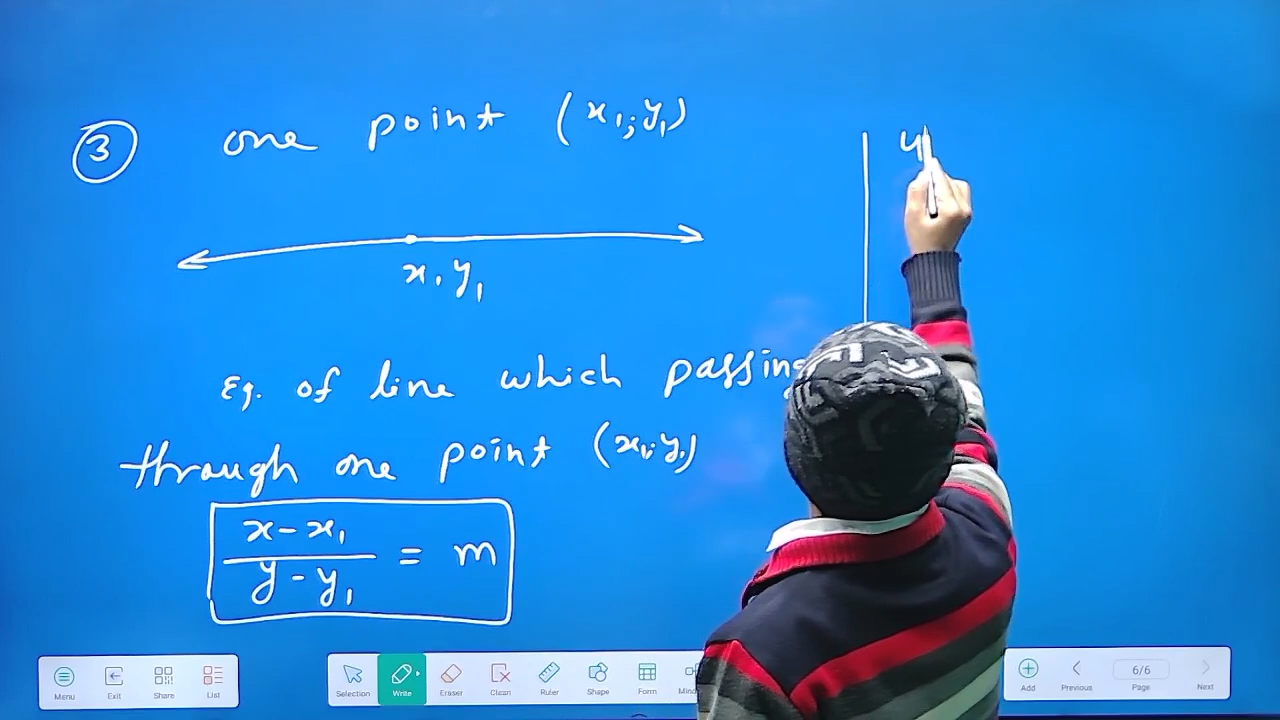 ③ one point (x₁, y₁)
x₁ y₁
Eq. of line which passing
through one point (x₁, y₁)
x - x₁ / y - y₁ = m
y
Menu Exit Share List
Selection Write Eraser Clean Ruler Shape Form
Add Previous 6/6 Page Next